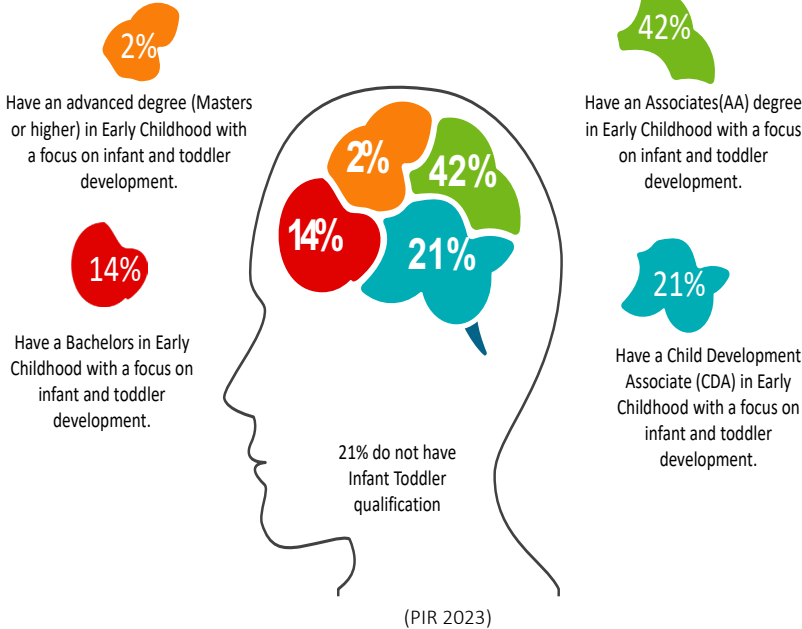 2%
Have an advanced degree (Masters
or higher) in Early Childhood with
a focus on infant and toddler
development.
14%
Have a Bachelors in Early
Childhood with a focus on
infant and toddler
development.
2%
42%
14%
21%
21% do not have
Infant Toddler
qualification
42%
Have an Associates(AA) degree
in Early Childhood with a focus
on infant and toddler
development.
21%
Have a Child Development
Associate (CDA) in Early
Childhood with a focus on
infant and toddler
development.
(PIR 2023)